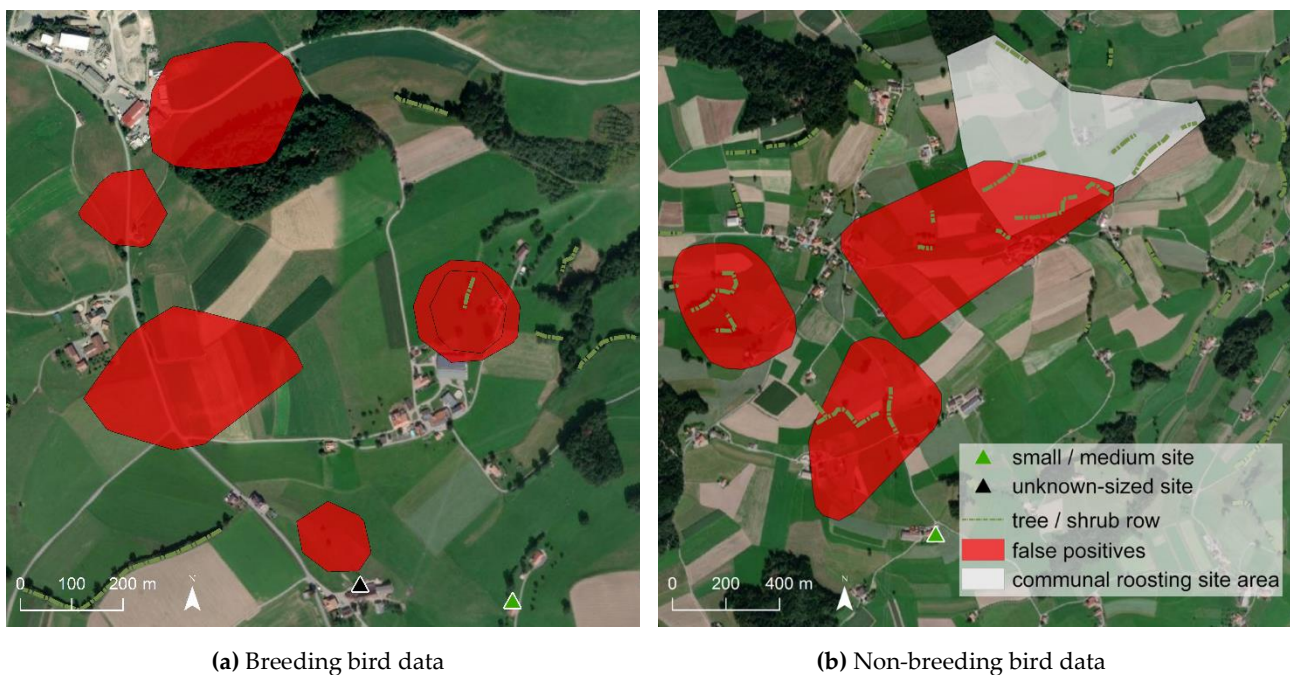 small / medium site
unknown-sized site
tree / shrub row
false positives
communal roosting site area
0 100 200 m
N
0 200 400 m
N
(a) Breeding bird data
(b) Non-breeding bird data